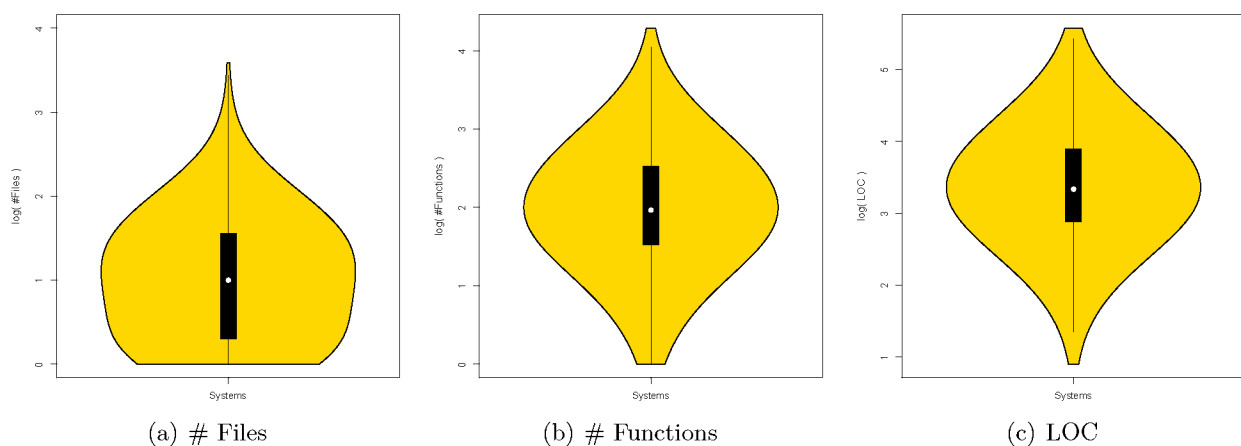 log( #Files )
4
3
2
1
0
Systems
(a) # Files
log( #Functions )
4
3
2
1
0
Systems
(b) # Functions
log( LOC )
5
4
3
2
1
Systems
(c) LOC